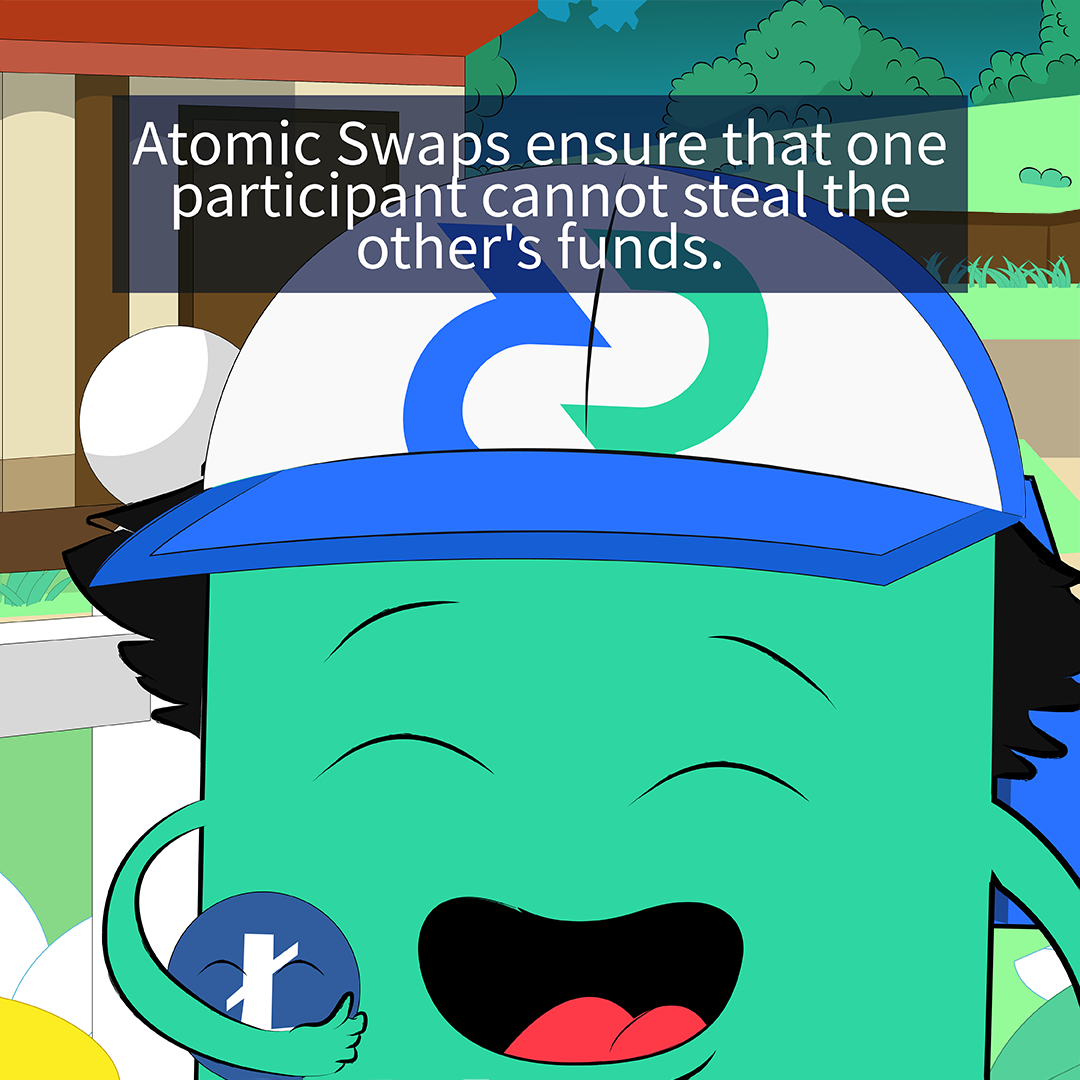 Atomic Swaps ensure that one
participant cannot steal the
other's funds.